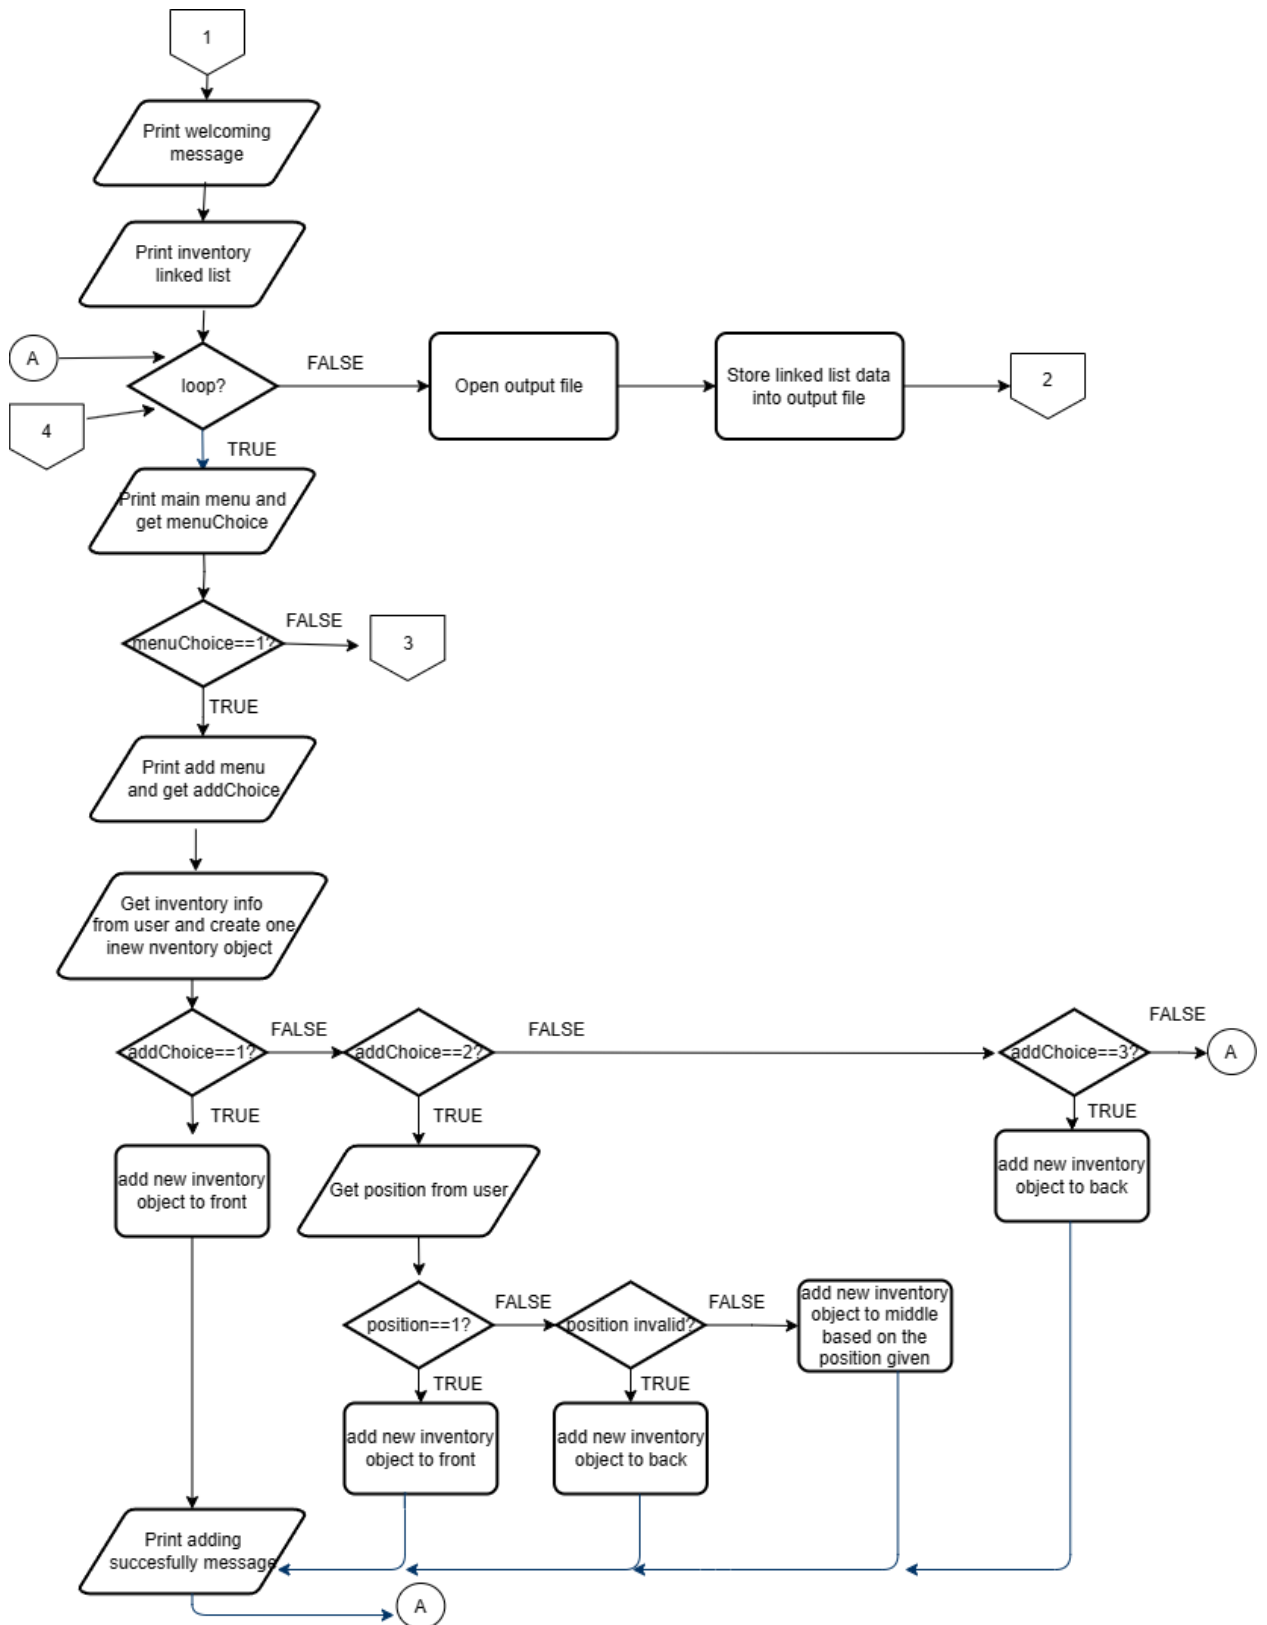 1
Print welcoming
message
Print inventory
linked list
A
loop?
FALSE
Open output file
Store linked list data
into output file
2
4
TRUE
Print main menu and
get menuChoice
menuChoice==1?
FALSE
3
TRUE
Print add menu
and get addChoice
Get inventory info
from user and create one
inew nventory object
addChoice==1?
FALSE
addChoice==2?
FALSE
addChoice==3?
FALSE
A
TRUE
TRUE
TRUE
add new inventory
object to front
Get position from user
add new inventory
object to back
position==1?
FALSE
position invalid?
FALSE
add new inventory
object to middle
based on the
position given
TRUE
TRUE
add new inventory
object to front
add new inventory
object to back
Print adding
succesfully message
A